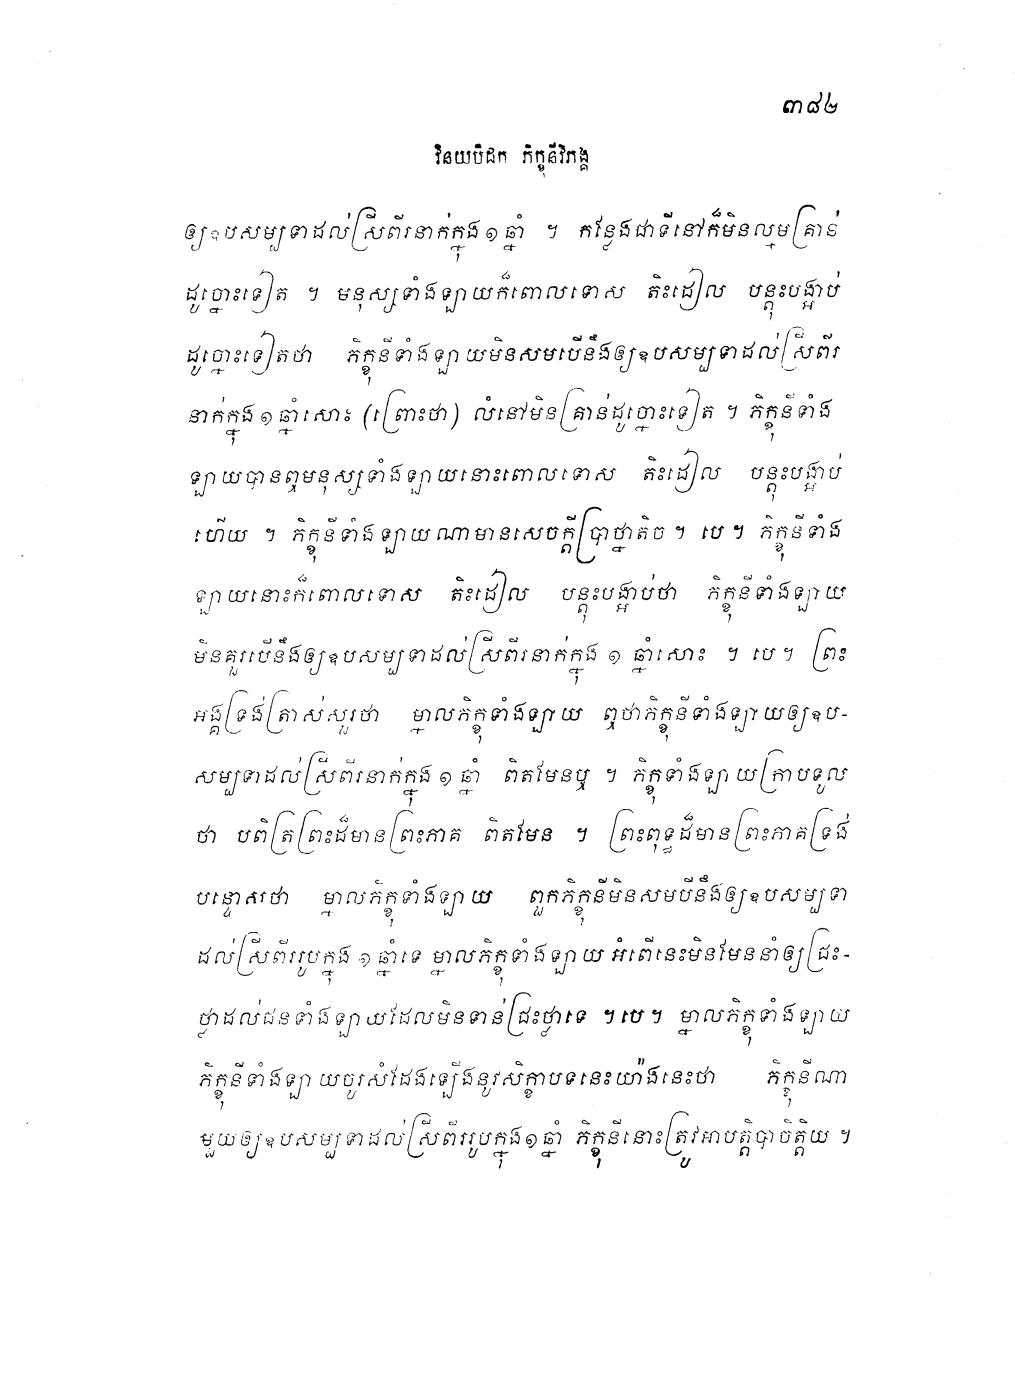 ៣៨២
វិនយបិដក ភិក្ខុនីវិភង្គ
ឲ្យឧបសម្បទាដល់ស្រីពីរនាក់ក្នុង ១ ឆ្នាំ ។ កន្លែងជាទីនៅក៏មិនល្មមគ្រាន់
ដូច្នោះទៀត ។ មនុស្សទាំងឡាយក៏ពោលទោស តិះដៀល បន្តុះបង្អាប់
ដូច្នោះទៀតថា ភិក្ខុនីទាំងឡាយមិនសមបើនឹងឲ្យឧបសម្បទាដល់ស្រីពីរ
នាក់ក្នុង ១ ឆ្នាំសោះ (ព្រោះថា) លំនៅមិនគ្រាន់ដូច្នោះទៀត ។ ភិក្ខុនីទាំង
ឡាយបានឮមនុស្សទាំងឡាយនោះពោលទោស តិះដៀល បន្តុះបង្អាប់
ហើយ ។ ភិក្ខុនីទាំងឡាយណាមានសេចក្តីប្រាថ្នាតិច ។ បេ ។ ភិក្ខុនីទាំង
ឡាយនោះក៏ពោលទោស តិះដៀល បន្តុះបង្អាប់ថា ភិក្ខុនីទាំងឡាយ
មិនគួរបើនឹងឲ្យឧបសម្បទាដល់ស្រីពីរនាក់ក្នុង ១ ឆ្នាំសោះ ។ បេ ។ ព្រះ
អង្គទ្រង់ត្រាស់សួរថា ម្នាលភិក្ខុទាំងឡាយ ឮថាភិក្ខុនីទាំងឡាយឲ្យឧប-
សម្បទាដល់ស្រីពីរនាក់ក្នុង ១ ឆ្នាំ ពិតមែនឬ ។ ភិក្ខុទាំងឡាយក្រាបទូល
ថា បពិត្រព្រះដ៏មានព្រះភាគ ពិតមែន ។ ព្រះពុទ្ធដ៏មានព្រះភាគទ្រង់
បន្ទោសថា ម្នាលភិក្ខុទាំងឡាយ ពួកភិក្ខុនីមិនសមបីនឹងឲ្យឧបសម្បទា
ដល់ស្រីពីររូបក្នុង ១ ឆ្នាំទេ ម្នាលភិក្ខុទាំងឡាយ អំពើនេះមិនមែននាំឲ្យជ្រះ-
ថ្លាដល់ជនទាំងឡាយដែលមិនទាន់ជ្រះថ្លាទេ ។ បេ ។ ម្នាលភិក្ខុទាំងឡាយ
ភិក្ខុនីទាំងឡាយចូរសំដែងឡើងនូវសិក្ខាបទនេះយ៉ាងនេះថា ភិក្ខុនីណា
មួយឲ្យឧបសម្បទាដល់ស្រីពីររូបក្នុង ១ ឆ្នាំ ភិក្ខុនីនោះត្រូវអាបត្តិបាចិត្តិយ ។